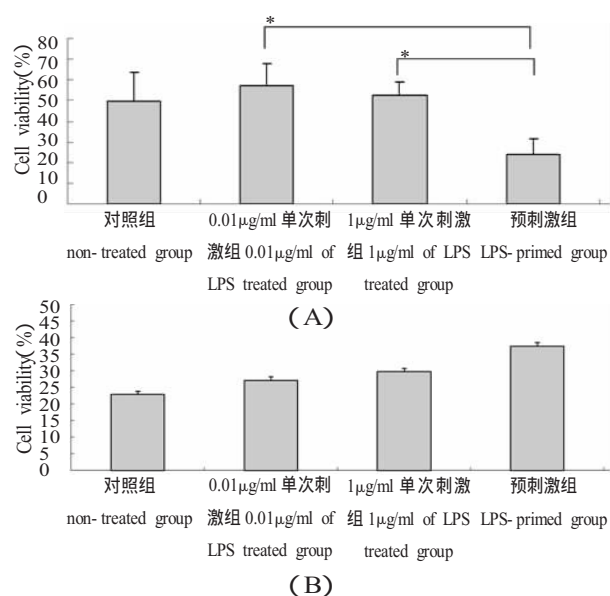 *
*
Cell viability(%)
80
70
60
50
40
30
20
10
0
对照组
non- treated group
0.01μg/ml 单次刺
激组 0.01μg/ml of
LPS treated group
1μg/ml 单次刺激
组 1μg/ml of LPS
treated group
预刺激组
LPS- primed group
(A)
Cell viability(%)
50
45
40
35
30
25
20
15
10
5
0
对照组
non- treated group
0.01μg/ml 单次刺
激组 0.01μg/ml of
LPS treated group
1μg/ml 单次刺激
组 1μg/ml of LPS
treated group
预刺激组
LPS- primed group
(B)